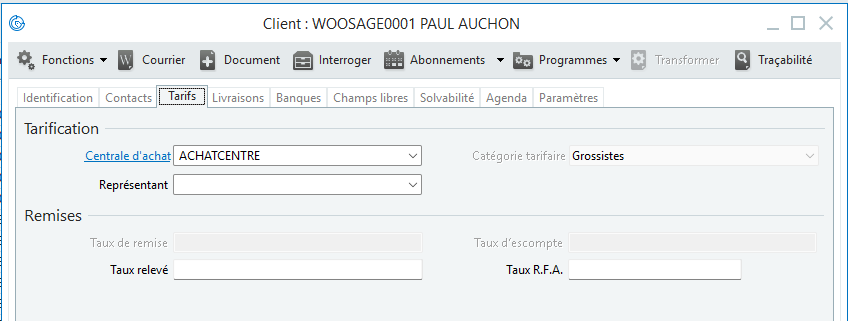 Client : WOOSAGE0001 PAUL AUCHON
Fonctions Courrier Document Interroger Abonnements Programmes Transformer Traçabilité
Identification Contacts Tarifs Livraisons Banques Champs libres Solvabilité Agenda Paramètres
Tarification
Centrale d'achat ACHATCENTRE Catégorie tarifaire Grossistes
Représentant
Remises
Taux de remise Taux d'escompte
Taux relevé Taux R.F.A.